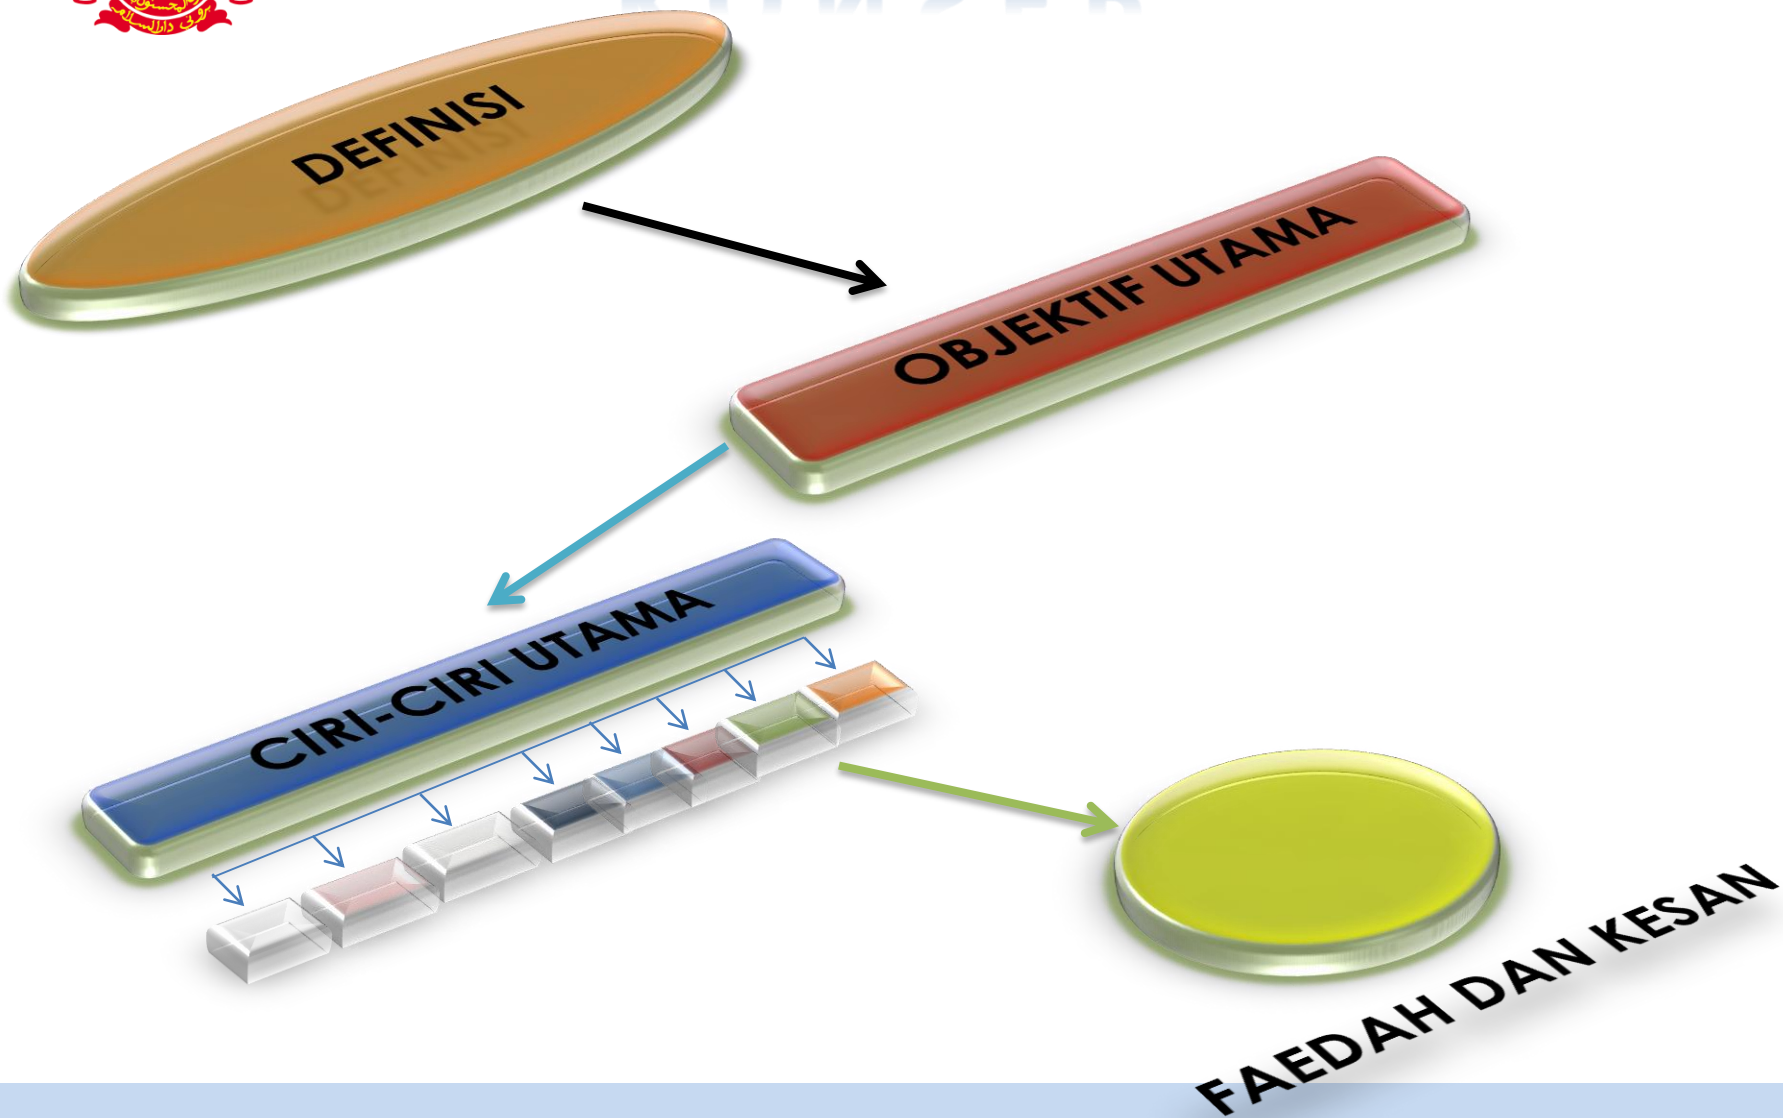 DEFINISI
OBJEKTIF UTAMA
CIRI-CIRI UTAMA
FAEDAH DAN KESAN